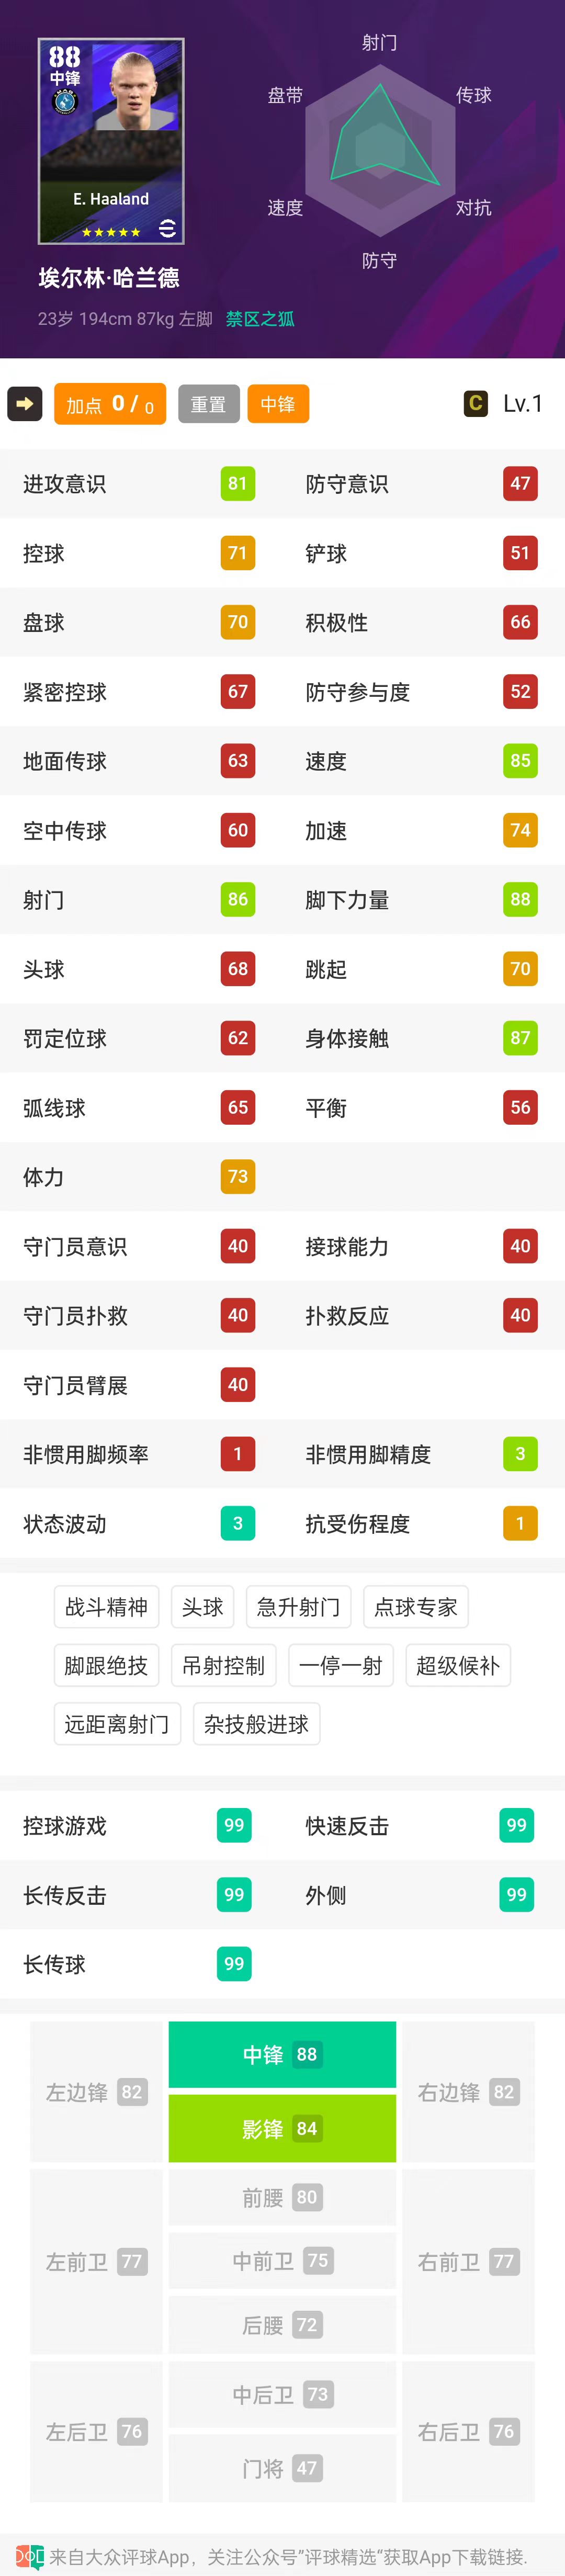 88
中锋
E. Haaland
★★★★★
射门
盘带 传球
速度 对抗
防守
埃尔林·哈兰德
23岁 194cm 87kg 左脚 禁区之狐
加点 0 / 0 重置 中锋 C Lv.1
进攻意识 81 防守意识 47
控球 71 铲球 51
盘球 70 积极性 66
紧密控球 67 防守参与度 52
地面传球 63 速度 85
空中传球 60 加速 74
射门 86 脚下力量 88
头球 68 跳起 70
罚定位球 62 身体接触 87
弧线球 65 平衡 56
体力 73
守门员意识 40 接球能力 40
守门员扑救 40 扑救反应 40
守门员臂展 40
非惯用脚频率 1 非惯用脚精度 3
状态波动 3 抗受伤程度 1
战斗精神 头球 急升射门 点球专家
脚跟绝技 吊射控制 一停一射 超级候补
远距离射门 杂技般进球
控球游戏 99 快速反击 99
长传反击 99 外侧 99
长传球 99
中锋 88
左边锋 82 右边锋 82
影锋 84
前腰 80
左前卫 77 中前卫 75 右前卫 77
后腰 72
中后卫 73
左后卫 76 右后卫 76
门将 47
来自大众评球App，关注公众号"评球精选"获取App下载链接.